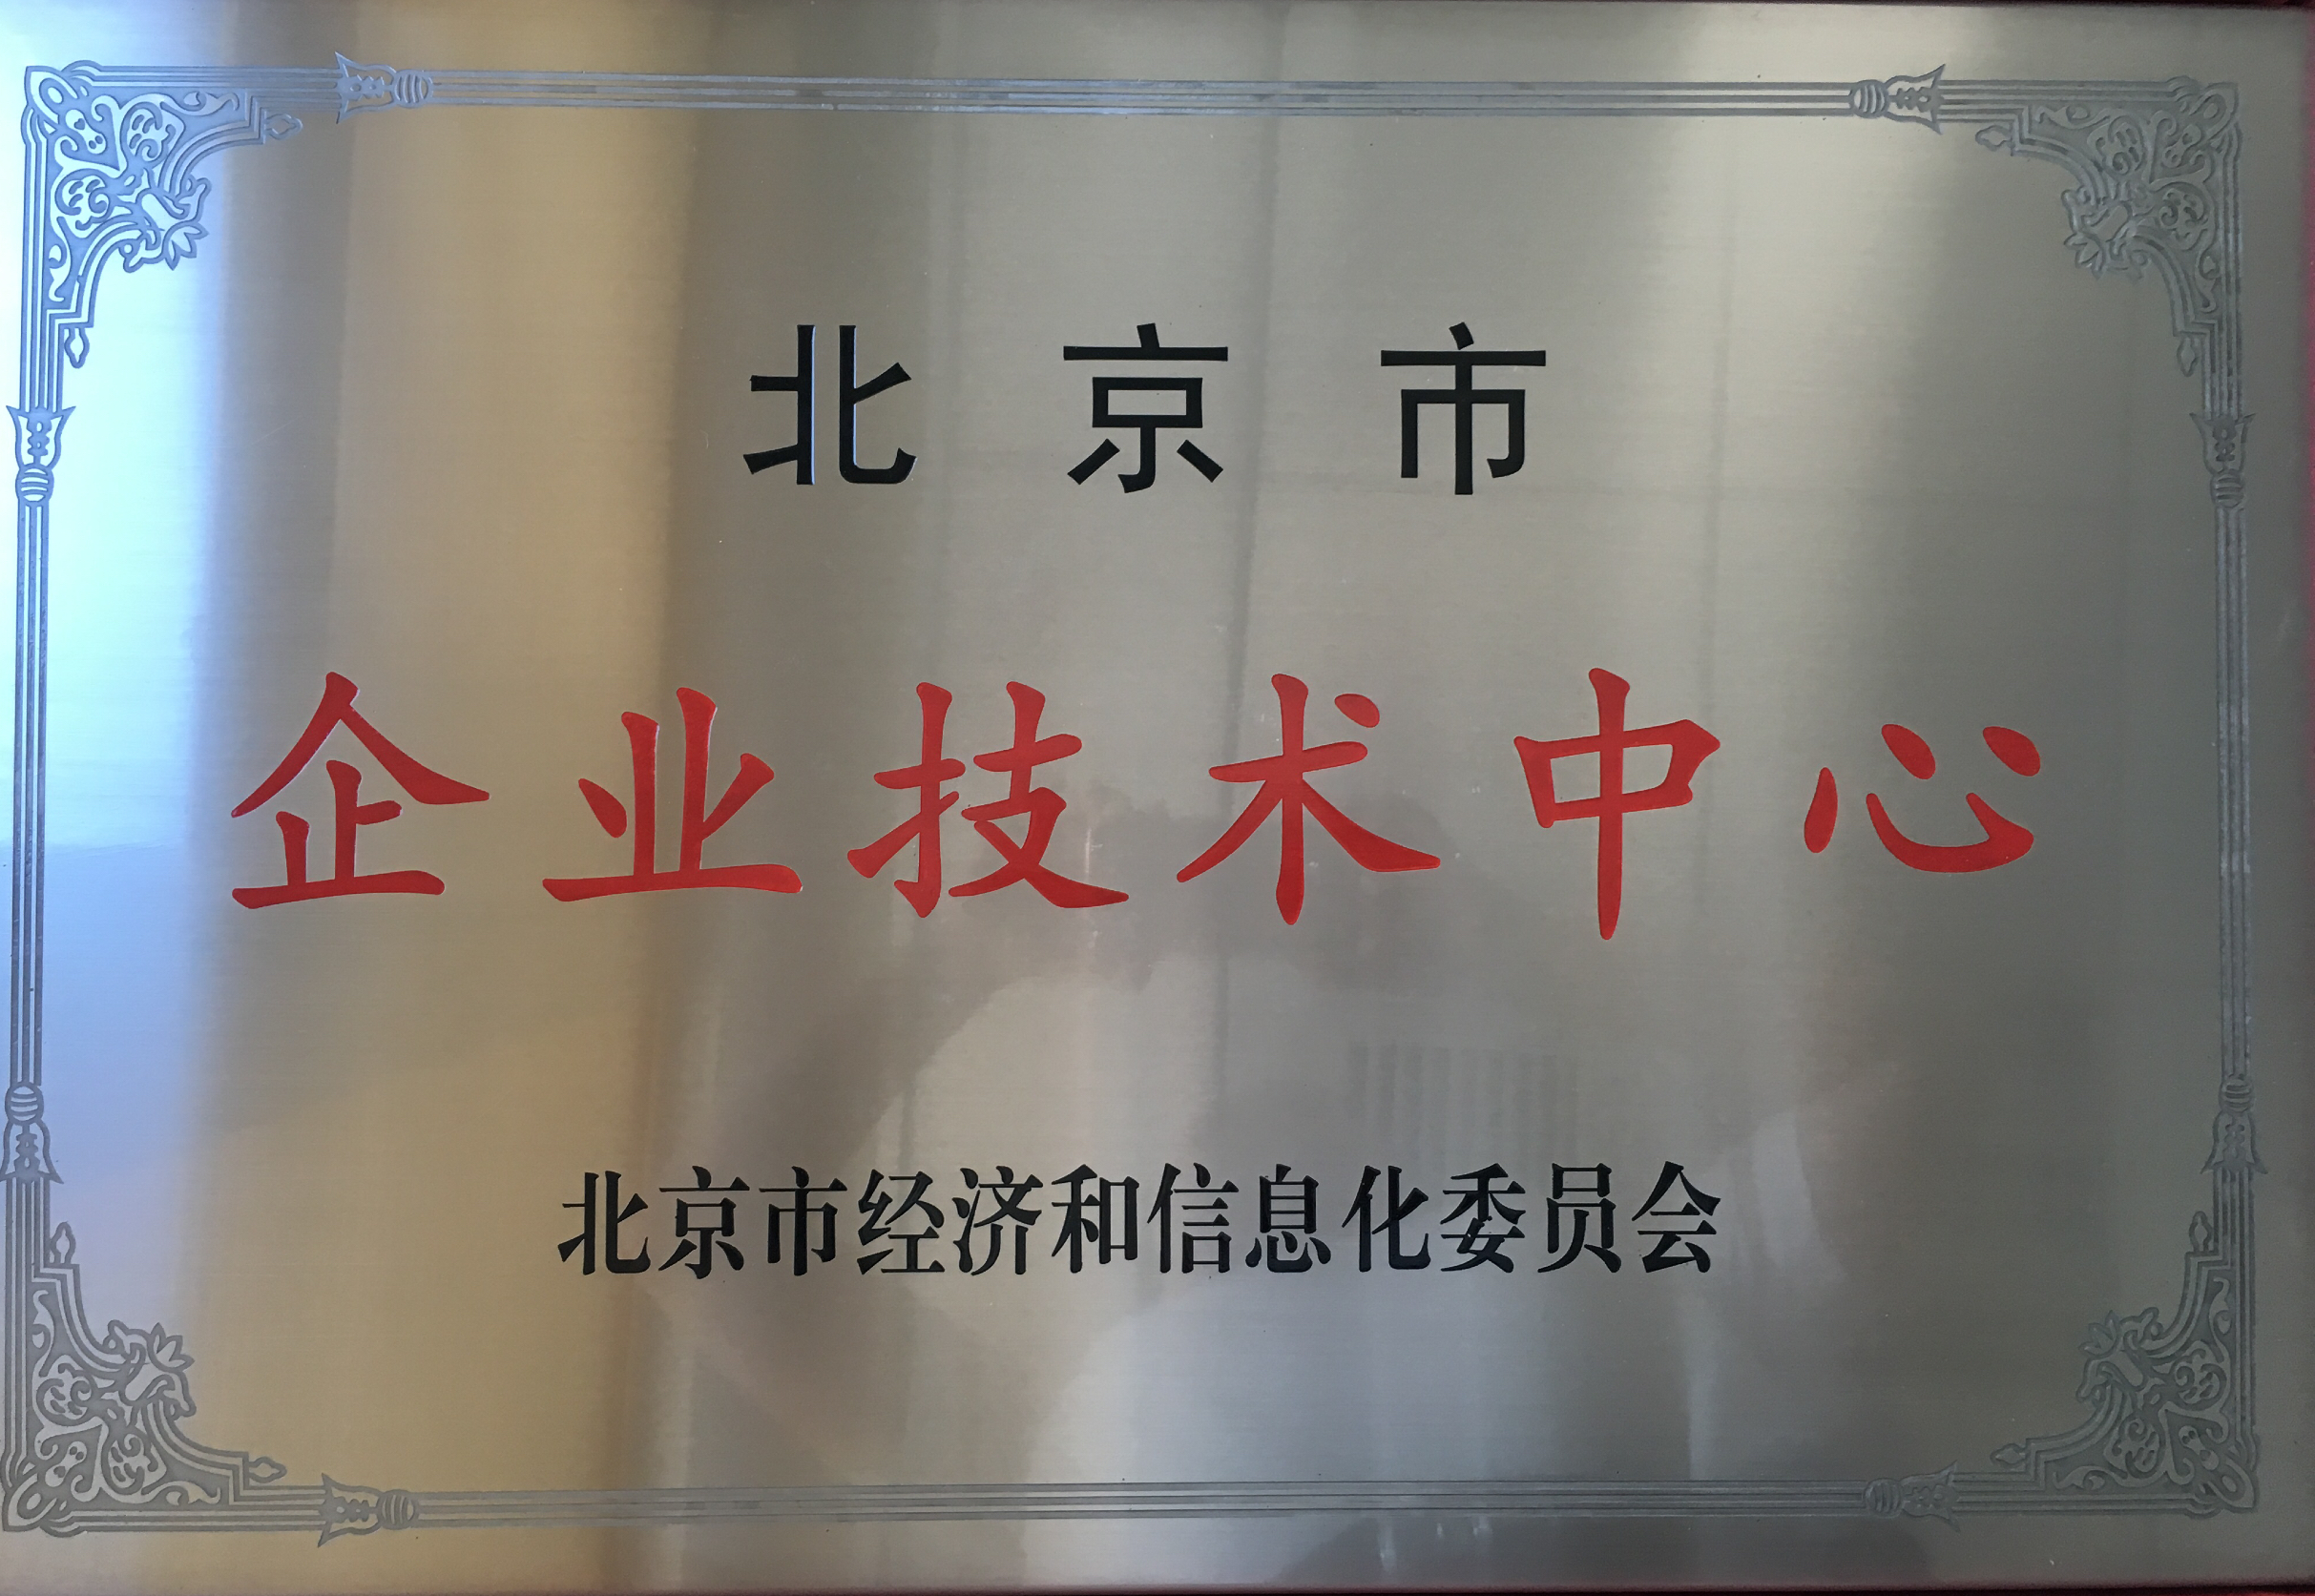 北京市
企业技术中心
北京市经济和信息化委员会